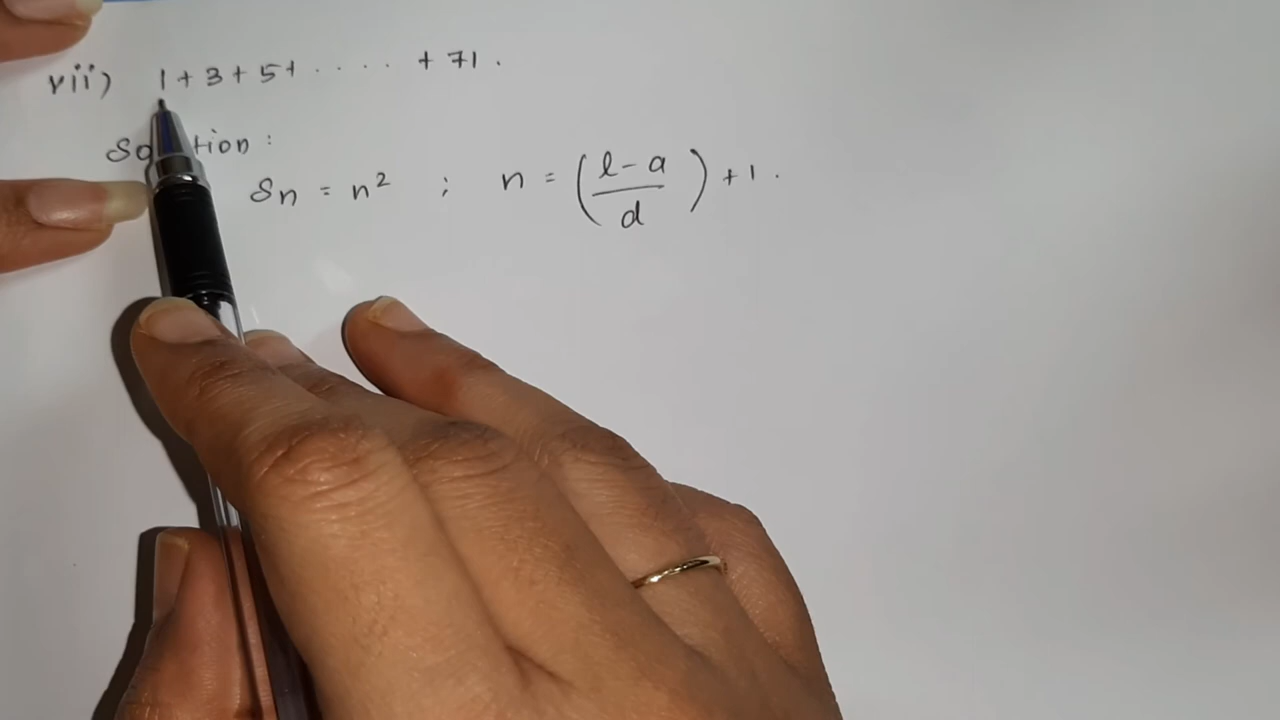 vii) 1 + 3 + 5 + . . . . . + 71 .
Solution :
Sn = n² ; n = (l - a / d) + 1 .